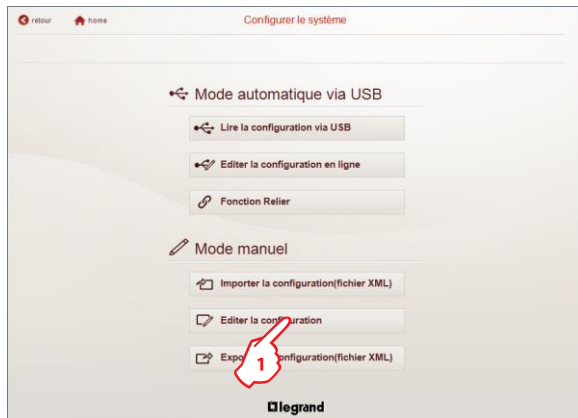 retour home Configurer le système
Mode automatique via USB
Lire la configuration via USB
Editer la configuration en ligne
Fonction Relier
Mode manuel
Importer la configuration(fichier XML)
Editer la configuration
Expo configuration(fichier XML)
1
legrand